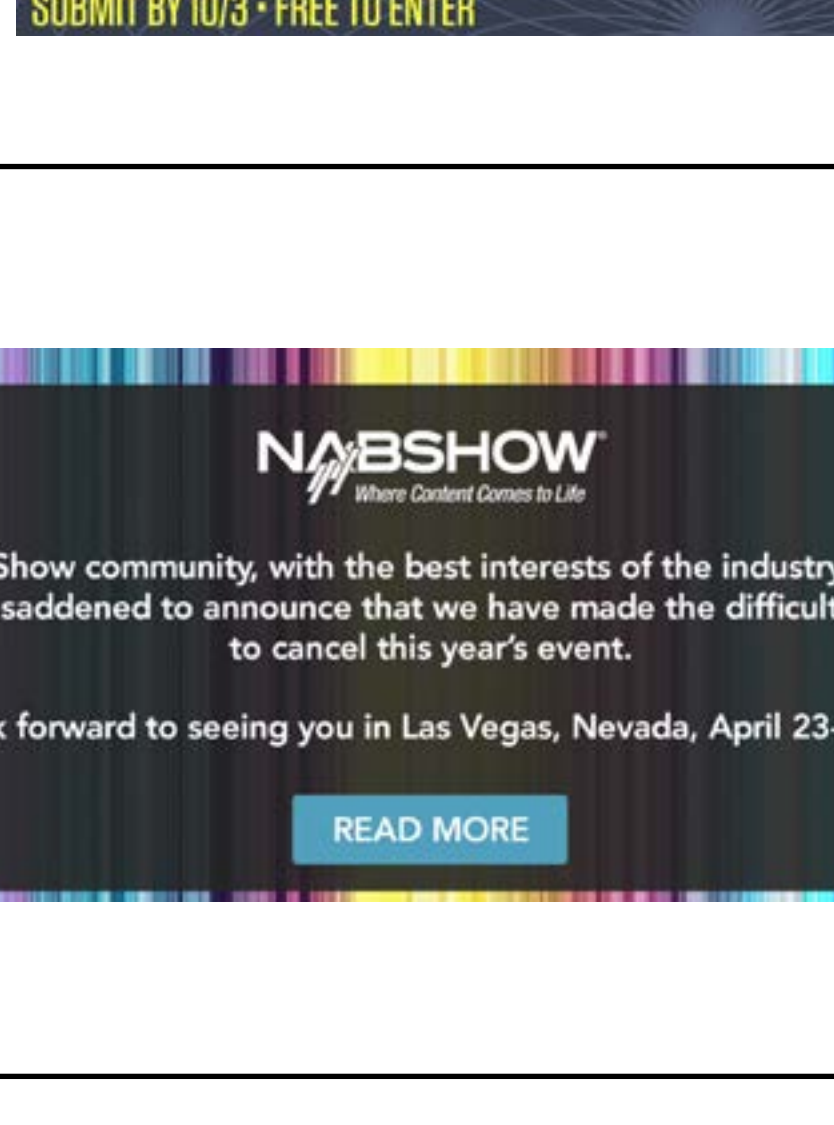 SUBMIT BY 10/3 • FREE TO ENTER
NABSHOW®
Where Content Comes to Life
Show community, with the best interests of the industry
saddened to announce that we have made the difficult
to cancel this year's event.
forward to seeing you in Las Vegas, Nevada, April 23-
READ MORE